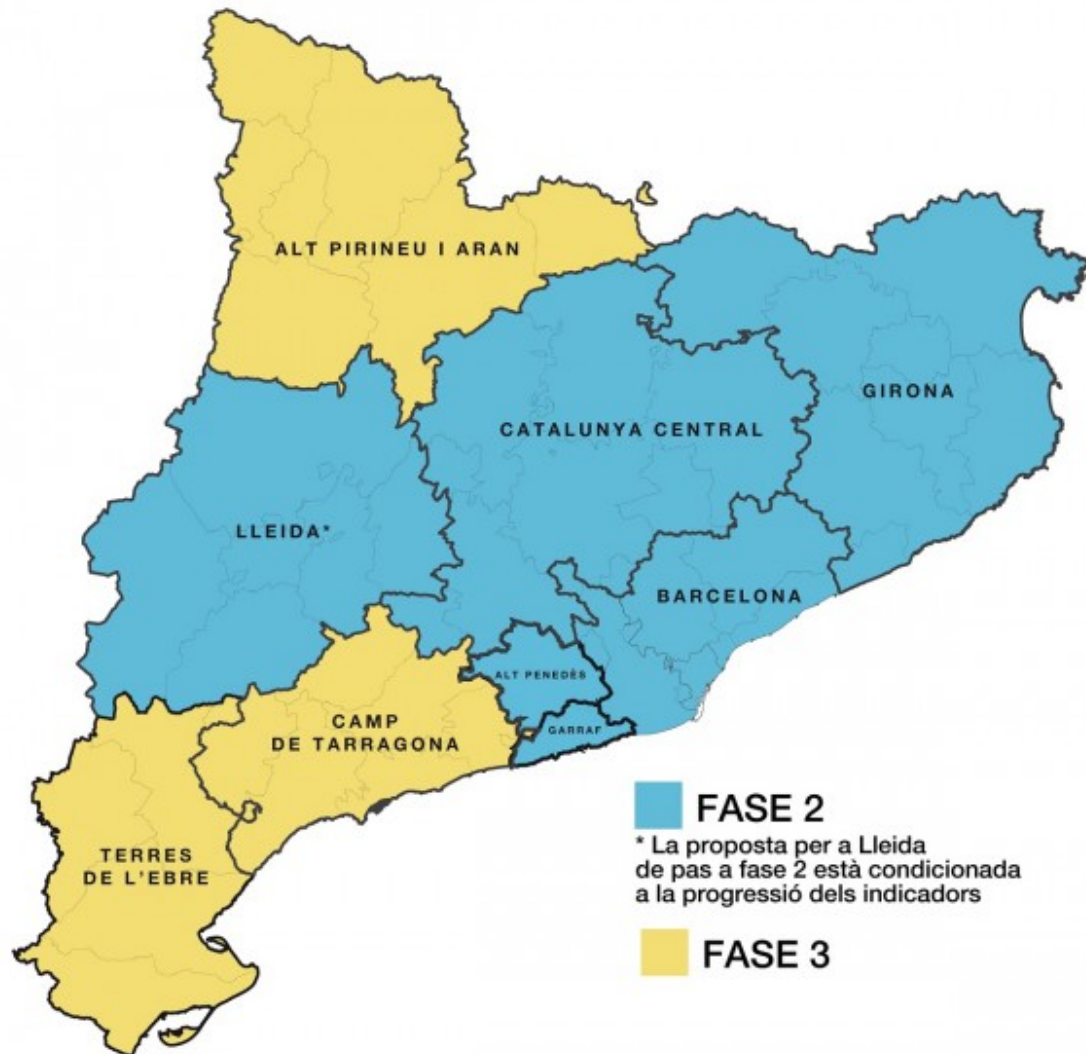 ALT PIRINEU I ARAN
GIRONA
CATALUNYA CENTRAL
LLEIDA*
BARCELONA
ALT PENEDÈS
GARRAF
CAMP
DE TARRAGONA
TERRES
DE L'EBRE
FASE 2
* La proposta per a Lleida
de pas a fase 2 està condicionada
a la progressió dels indicadors
FASE 3